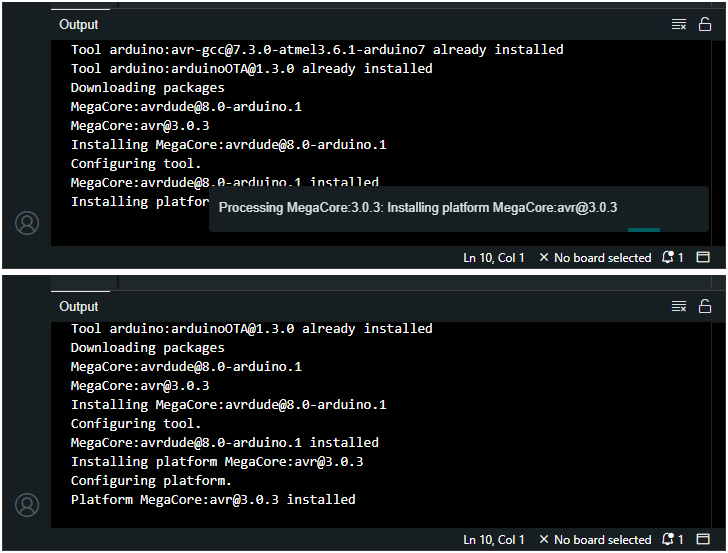 Output
Tool arduino:avr-gcc@7.3.0-atmel3.6.1-arduino7 already installed
Tool arduino:arduinoOTA@1.3.0 already installed
Downloading packages
MegaCore:avrdude@8.0-arduino.1
MegaCore:avr@3.0.3
Installing MegaCore:avrdude@8.0-arduino.1
Configuring tool.
MegaCore:avrdude@8.0-arduino.1 installed
Installing platfor
Processing MegaCore:3.0.3: Installing platform MegaCore:avr@3.0.3
Ln 10, Col 1 No board selected 1
Output
Tool arduino:arduinoOTA@1.3.0 already installed
Downloading packages
MegaCore:avrdude@8.0-arduino.1
MegaCore:avr@3.0.3
Installing MegaCore:avrdude@8.0-arduino.1
Configuring tool.
MegaCore:avrdude@8.0-arduino.1 installed
Installing platform MegaCore:avr@3.0.3
Configuring platform.
Platform MegaCore:avr@3.0.3 installed
Ln 10, Col 1 No board selected 1